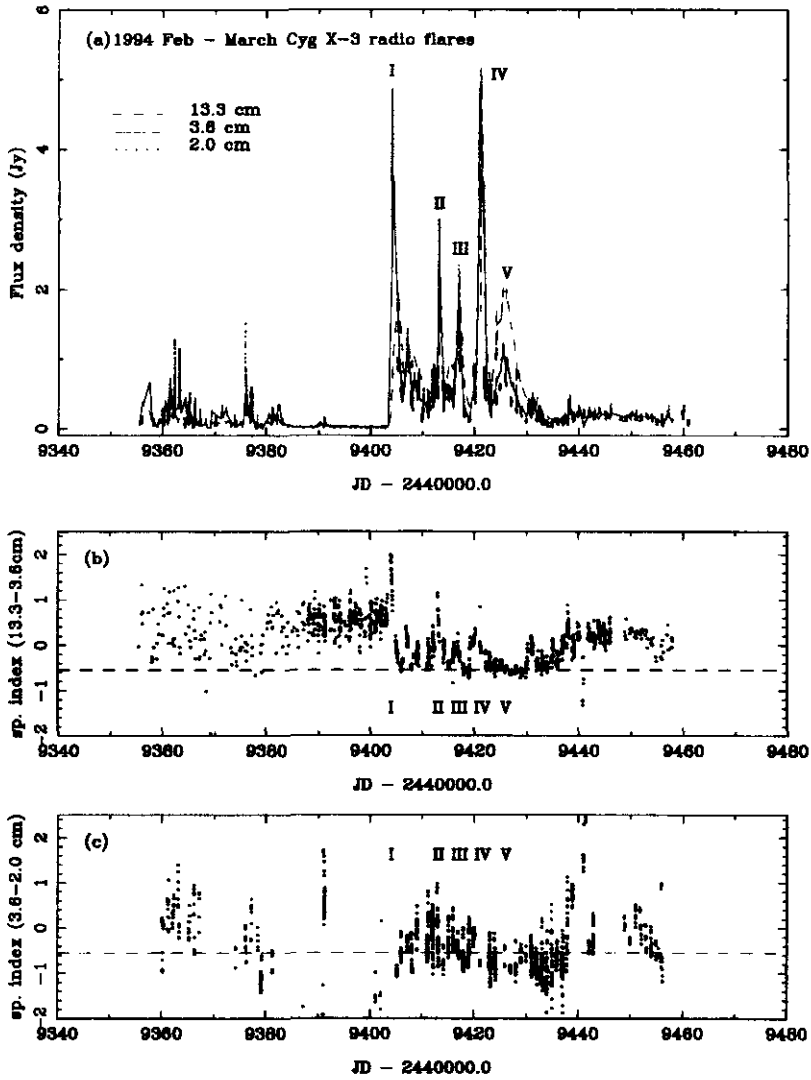 (a)1994 Feb - March Cyg X-3 radio flares
13.3 cm
3.6 cm
2.0 cm
I
II
III
IV
V
Flux density (Jy)
6
4
2
0
9340 9360 9380 9400 9420 9440 9460 9480
JD - 2440000.0
(b)
sp. index (13.3-3.6cm)
2
1
0
-1
-2
I II III IV V
9340 9360 9380 9400 9420 9440 9460 9480
JD - 2440000.0
(c)
sp. index (3.6-2.0 cm)
2
1
0
-1
-2
I II III IV V
9340 9360 9380 9400 9420 9440 9460 9480
JD - 2440000.0